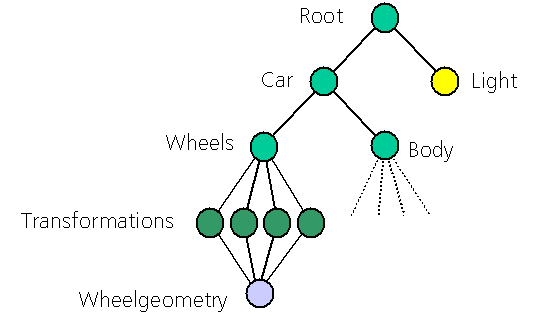 Root
Car
Light
Wheels
Body
Transformations
Wheelgeometry